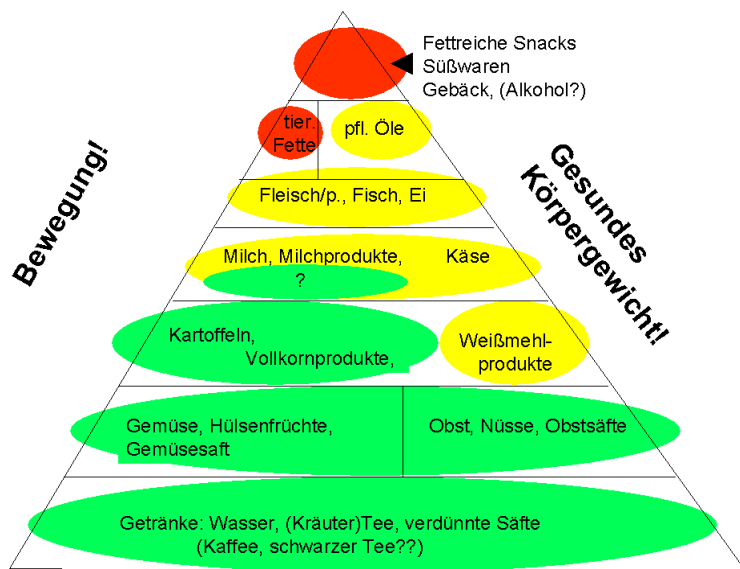 Fettreiche Snacks
Süßwaren
Gebäck, (Alkohol?)
tier.
Fette
pfl. Öle
Fleisch/p., Fisch, Ei
Milch, Milchprodukte, Käse
?
Kartoffeln,
Vollkornprodukte,
Weißmehl-
produkte
Gemüse, Hülsenfrüchte,
Gemüsesaft
Obst, Nüsse, Obstsäfte
Getränke: Wasser, (Kräuter)Tee, verdünnte Säfte
(Kaffee, schwarzer Tee??)
Bewegung!
Gesundes
Körpergewicht!